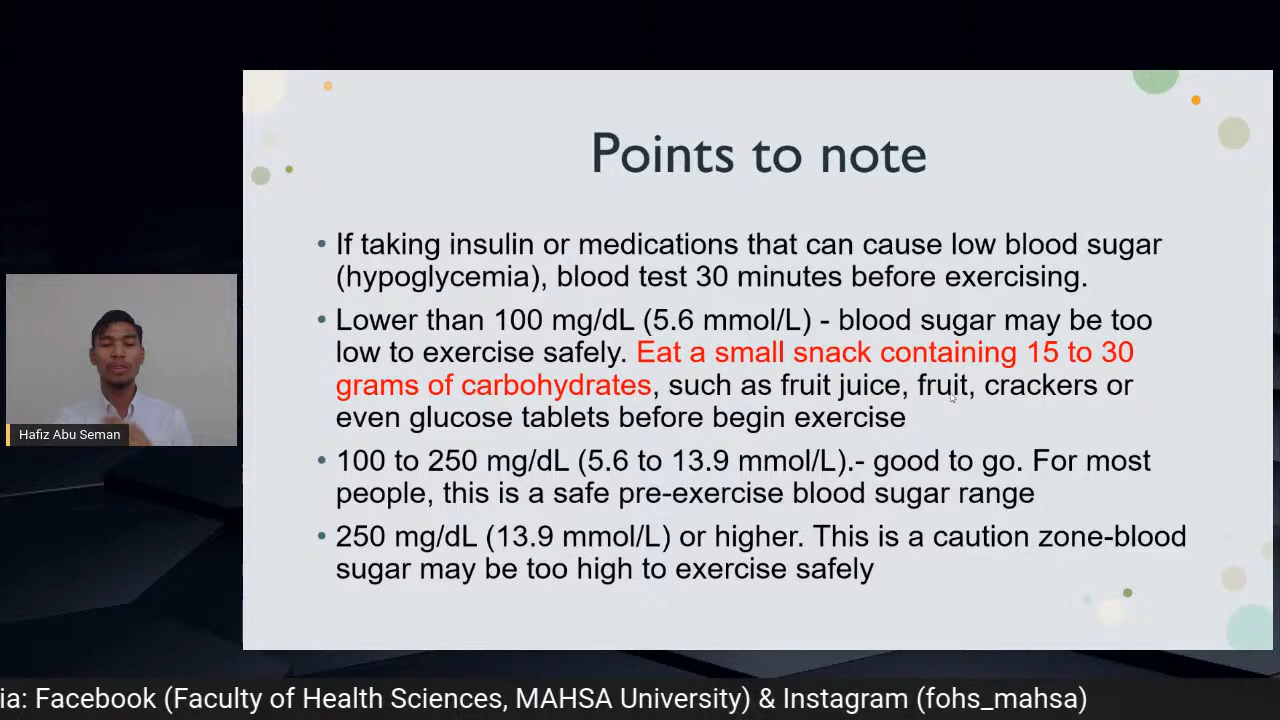 Points to note
• If taking insulin or medications that can cause low blood sugar
(hypoglycemia), blood test 30 minutes before exercising.
• Lower than 100 mg/dL (5.6 mmol/L) - blood sugar may be too
low to exercise safely. Eat a small snack containing 15 to 30
grams of carbohydrates, such as fruit juice, fruit, crackers or
even glucose tablets before begin exercise
• 100 to 250 mg/dL (5.6 to 13.9 mmol/L).- good to go. For most
people, this is a safe pre-exercise blood sugar range
• 250 mg/dL (13.9 mmol/L) or higher. This is a caution zone-blood
sugar may be too high to exercise safely
Hafiz Abu Seman
ia: Facebook (Faculty of Health Sciences, MAHSA University) & Instagram (fohs_mahsa)